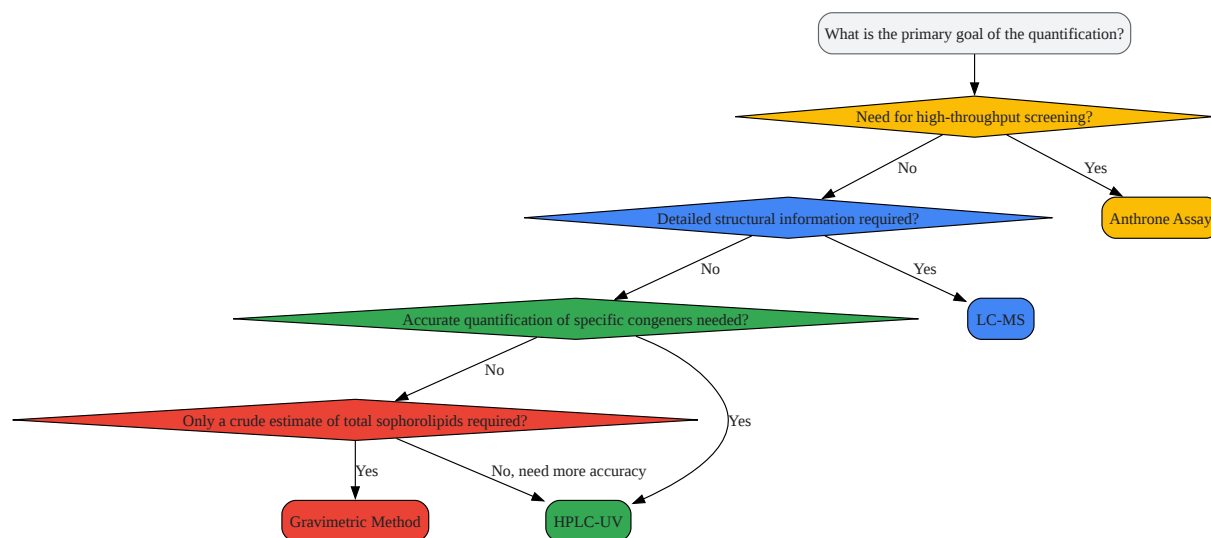 What is the primary goal of the quantification?
Need for high-throughput screening?
No
Yes
Detailed structural information required?
Anthrone Assay
No
Yes
Accurate quantification of specific congeners needed?
LC-MS
No
Only a crude estimate of total sophorolipids required?
Yes
Yes
No, need more accuracy
Gravimetric Method
HPLC-UV